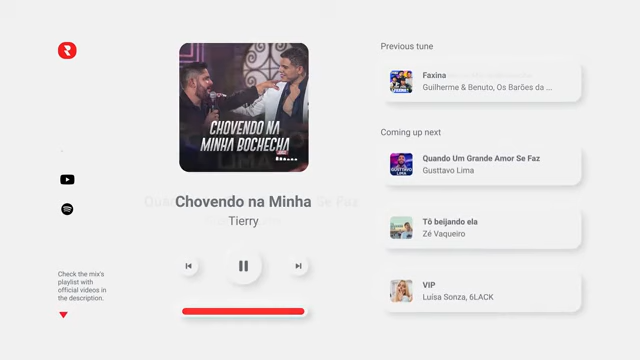 Previous tune
Faxina
Guilherme & Benuto, Os Barões da ...
Coming up next
Quando Um Grande Amor Se Faz
Gusttavo Lima
Tô beijando ela
Zé Vaqueiro
VIP
Luísa Sonza, 6LACK
CHOVENDO NA
MINHA BOCHECHA
Chovendo na Minha
Tierry
Check the mix's
playlist with
official videos in
the description.